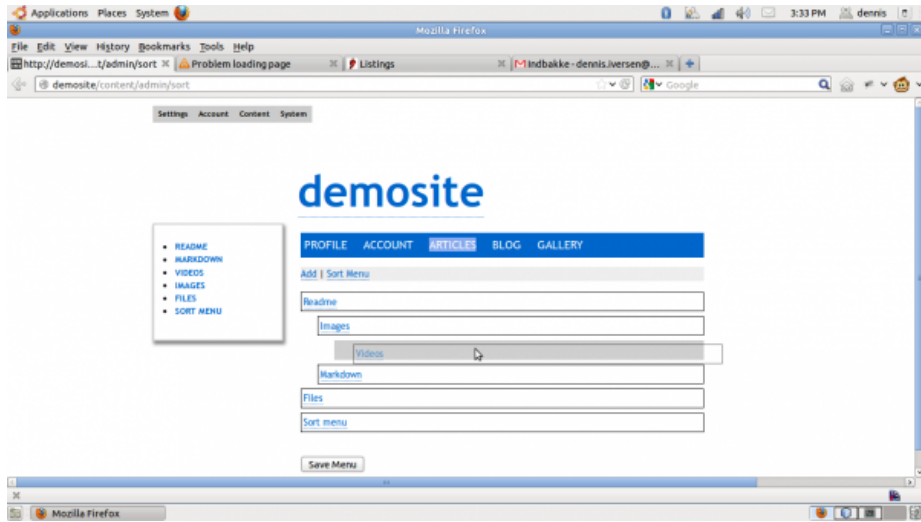 Applications Places System 3:33 PM dennis
Mozilla Firefox
File Edit View History Bookmarks Tools Help
http://demosi...t/admin/sort Problem loading page Listings Indbakke - dennis.iversen@...
demosite/content/admin/sort Google
Settings Account Content System
demosite
PROFILE ACCOUNT ARTICLES BLOG GALLERY
README
MARKDOWN
VIDEOS
IMAGES
FILES
SORT MENU
Add | Sort Menu
Readme
Images
Videos
Markdown
Files
Sort menu
Save Menu
Mozilla Firefox